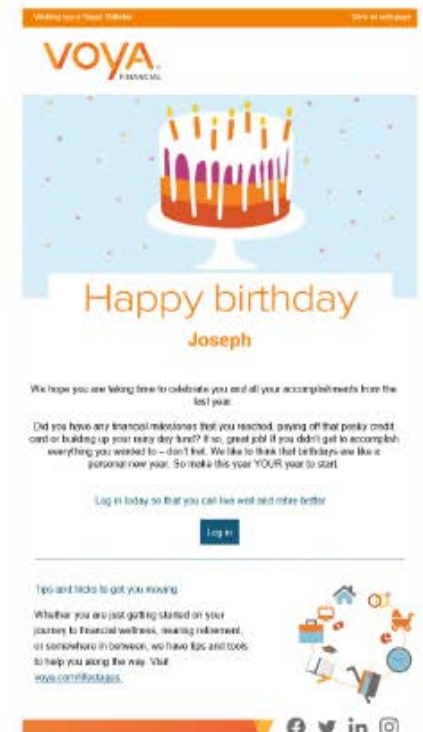 Wishing you a Happy Birthday
View as web page
VOYA
FINANCIAL
Happy birthday
Joseph
We hope you are taking time to celebrate you and all your accomplishments from the
last year.
Did you have any financial milestones that you reached, paying off that pesky credit
card or building up your rainy day fund? If so, great job! If you didn't get to accomplish
everything you wanted to – don't fret. We like to think that birthdays are like a
personal new year. So make this year YOUR year to start.
Log in today so that you can live well and retire better
Log in
Tips and tricks to get you moving
Whether you are just getting started on your
journey to financial wellness, nearing retirement,
or somewhere in between, we have tips and tools
to help you along the way. Visit
voya.com/lifestages.